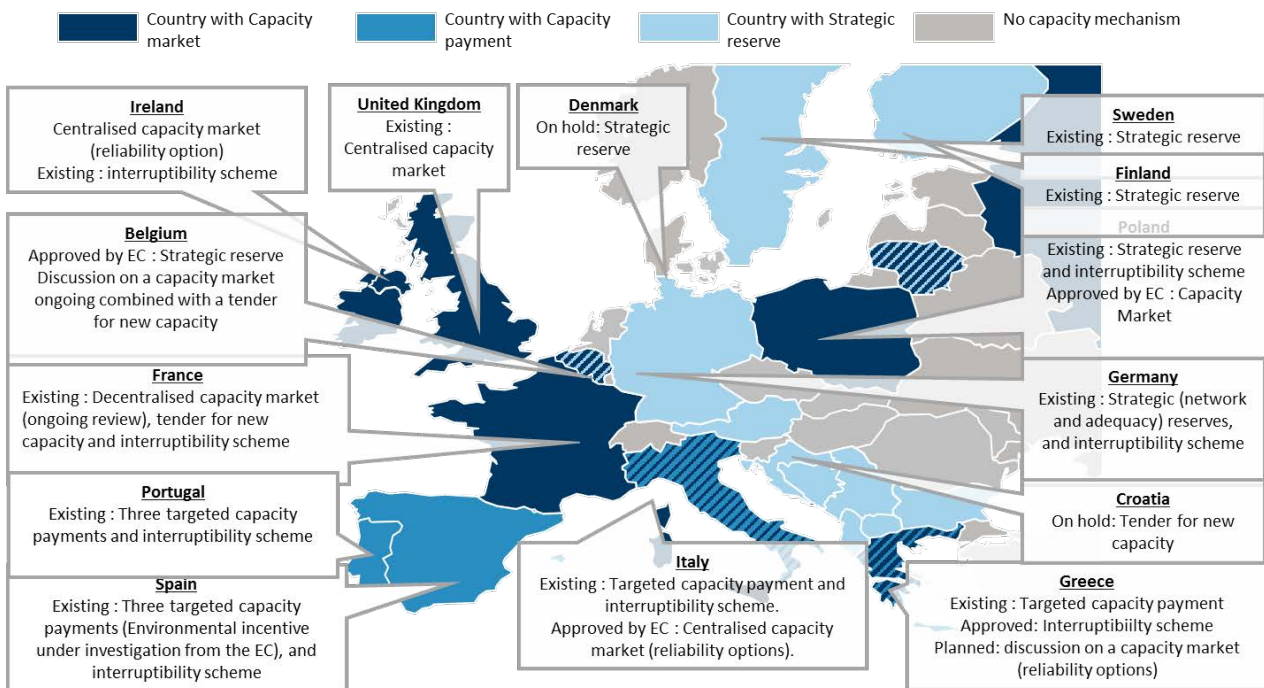 Country with Capacity
market
Country with Capacity
payment
Country with Strategic
reserve
No capacity mechanism
Ireland
Centralised capacity market
(reliability option)
Existing : interruptibility scheme
United Kingdom
Existing :
Centralised capacity
market
Denmark
On hold: Strategic
reserve
Sweden
Existing : Strategic reserve
Finland
Existing : Strategic reserve
Poland
Existing : Strategic reserve
and interruptibility scheme
Approved by EC : Capacity
Market
Belgium
Approved by EC : Strategic reserve
Discussion on a capacity market
ongoing combined with a tender
for new capacity
France
Existing : Decentralised capacity market
(ongoing review), tender for new
capacity and interruptibility scheme
Germany
Existing : Strategic (network
and adequacy) reserves,
and interruptibility scheme
Portugal
Existing : Three targeted capacity
payments and interruptibility scheme
Croatia
On hold: Tender for new
capacity
Spain
Existing : Three targeted capacity
payments (Environmental incentive
under investigation from the EC), and
interruptibility scheme
Italy
Existing : Targeted capacity payment and
interruptibility scheme.
Approved by EC : Centralised capacity
market (reliability options).
Greece
Existing : Targeted capacity payment
Approved: Interruptibiilty scheme
Planned: discussion on a capacity market
(reliability options)